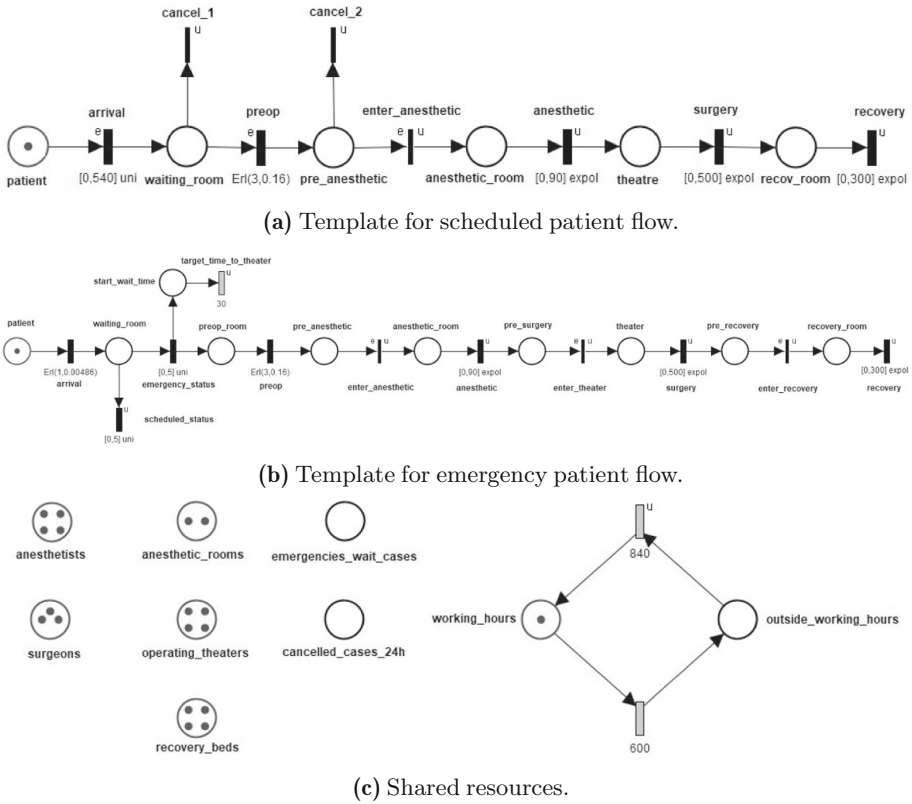 cancel_1
cancel_2
u
u
arrival
preop
enter_anesthetic
anesthetic
surgery
recovery
e
e
e
u
u
u
u
patient
[0,540] uni
waiting_room
Erl(3,0.16)
pre_anesthetic
anesthetic_room
[0,90] expol
theatre
[0,500] expol
recov_room
[0,300] expol
(a) Template for scheduled patient flow.
target_time_to_theater
u
start_wait_time
30
patient
waiting_room
preop_room
pre_anesthetic
anesthetic_room
pre_surgery
theater
pre_recovery
recovery_room
u
e
u
u
e
u
u
e
u
u
Erl(1,0.00486)
[0,5] uni
Erl(3,0.16)
[0,90] expol
[0,500] expol
[0,300] expol
arrival
emergency_status
preop
enter_anesthetic
anesthetic
enter_theater
surgery
enter_recovery
recovery
u
scheduled_status
[0,5] uni
(b) Template for emergency patient flow.
anesthetists
anesthetic_rooms
emergencies_wait_cases
surgeons
operating_theaters
cancelled_cases_24h
recovery_beds
u
840
working_hours
outside_working_hours
600
(c) Shared resources.